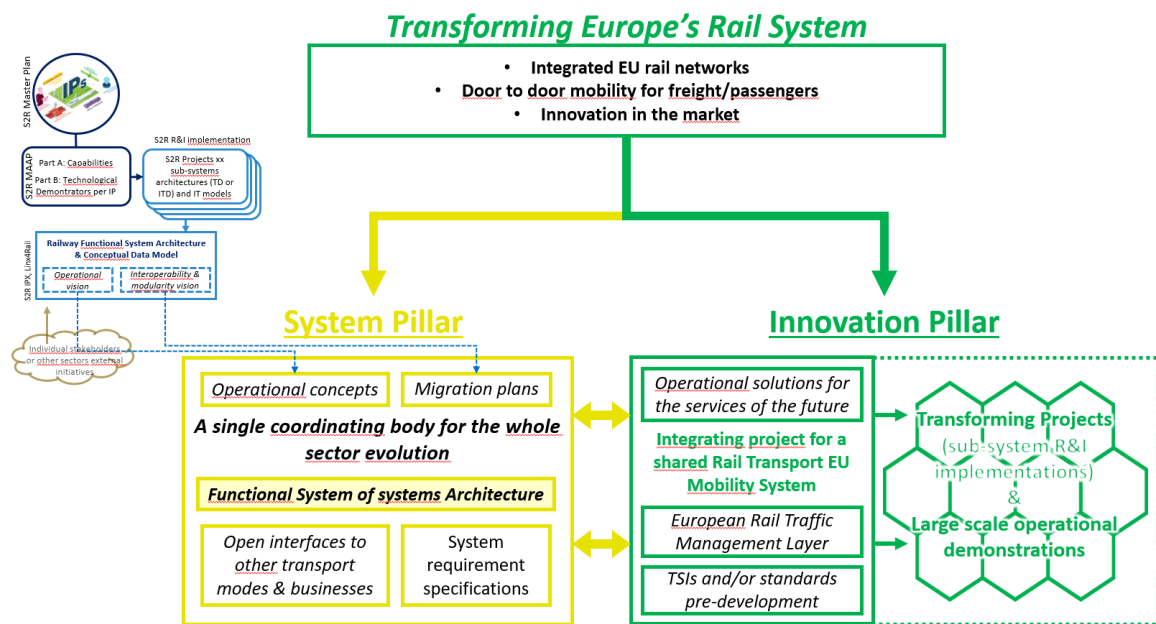 Transforming Europe's Rail System
• Integrated EU rail networks
• Door to door mobility for freight/passengers
• Innovation in the market
S2R Master Plan
IPs
S2R MAAP
Part A: Capabilities
Part B: Technological
Demontrators per IP
S2R R&I implementation
S2R Projects xx
sub-systems
architectures (TD or
ITD) and IT models
S2R IPX, Linx4Rail
Railway Functional System Architecture
& Conceptual Data Model
Operational
vision
Interoperability &
modularity vision
Individual stakeholders
or other sectors external
Initiatives
System Pillar
Operational concepts
Migration plans
A single coordinating body for the whole
sector evolution
Functional System of systems Architecture
Open interfaces to
other transport
modes & businesses
System
requirement
specifications
Innovation Pillar
Operational solutions for
the services of the future
Integrating project for a
shared Rail Transport EU
Mobility System
European Rail Traffic
Management Layer
TSIs and/or standards
pre-development
Transforming Projects
(sub-system R&I
implementations)
&
Large scale operational
demonstrations